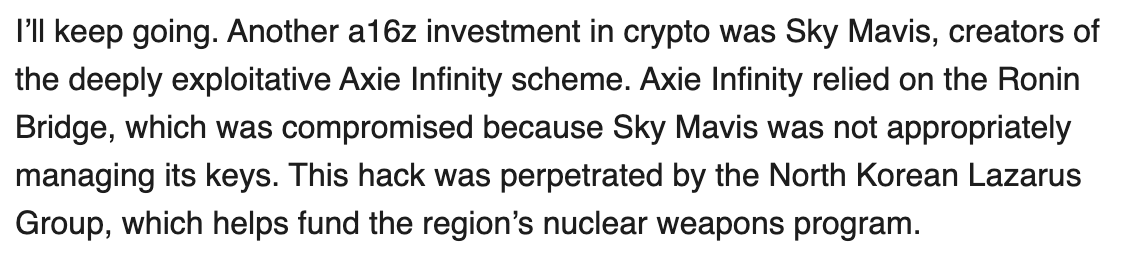 I’ll keep going. Another a16z investment in crypto was Sky Mavis, creators of
the deeply exploitative Axie Infinity scheme. Axie Infinity relied on the Ronin
Bridge, which was compromised because Sky Mavis was not appropriately
managing its keys. This hack was perpetrated by the North Korean Lazarus
Group, which helps fund the region’s nuclear weapons program.